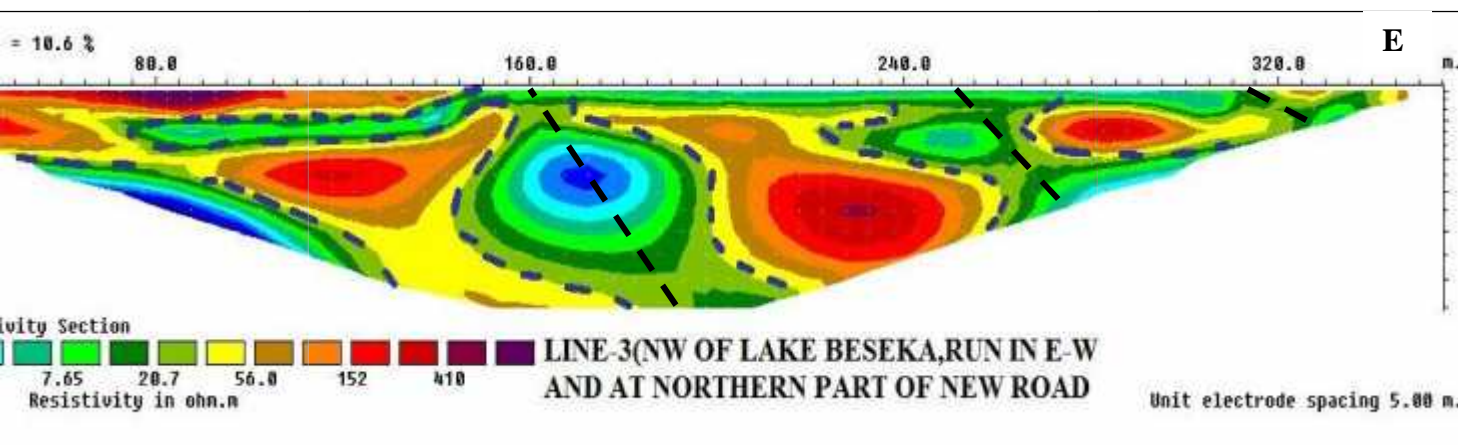 = 10.6 %
E
80.0 160.0 240.0 320.0 m.
ivity Section
7.65 20.7 56.0 152 410
Resistivity in ohm.m
LINE-3(NW OF LAKE BESEKA,RUN IN E-W
AND AT NORTHERN PART OF NEW ROAD
Unit electrode spacing 5.00 m.